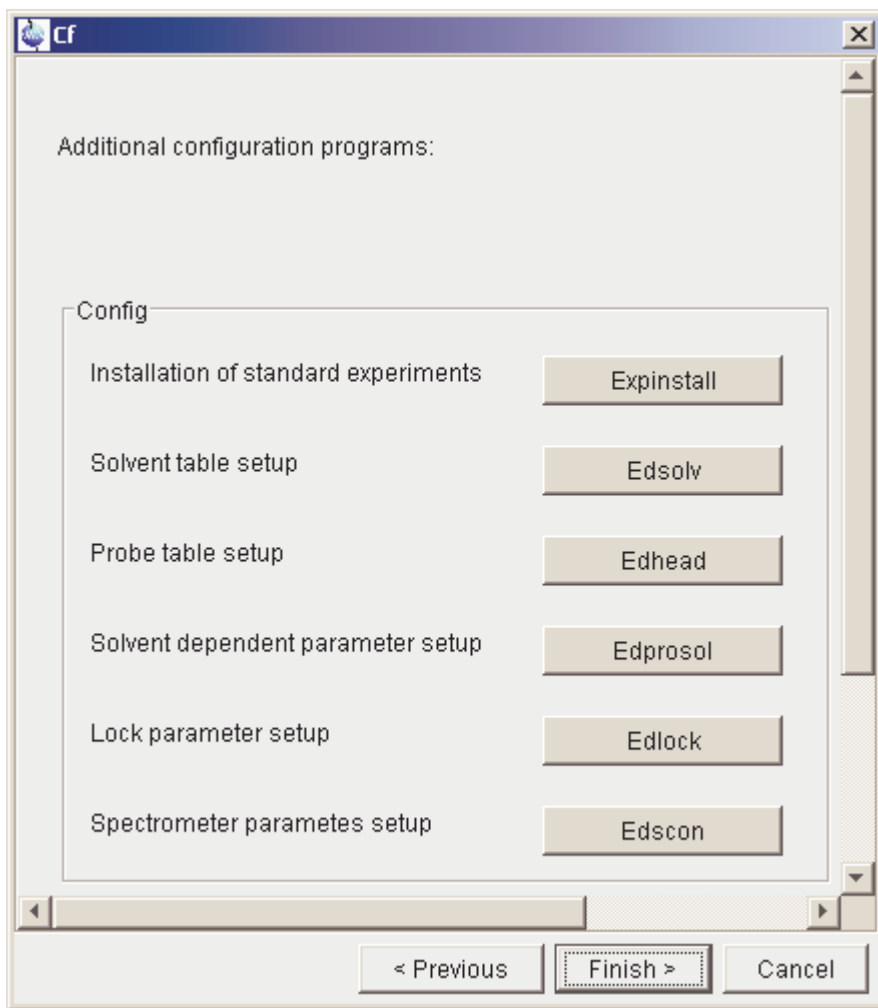 Cf
Additional configuration programs:
Config
Installation of standard experiments Expinstall
Solvent table setup Edsolv
Probe table setup Edhead
Solvent dependent parameter setup Edprosol
Lock parameter setup Edlock
Spectrometer parametes setup Edscon
< Previous Finish > Cancel